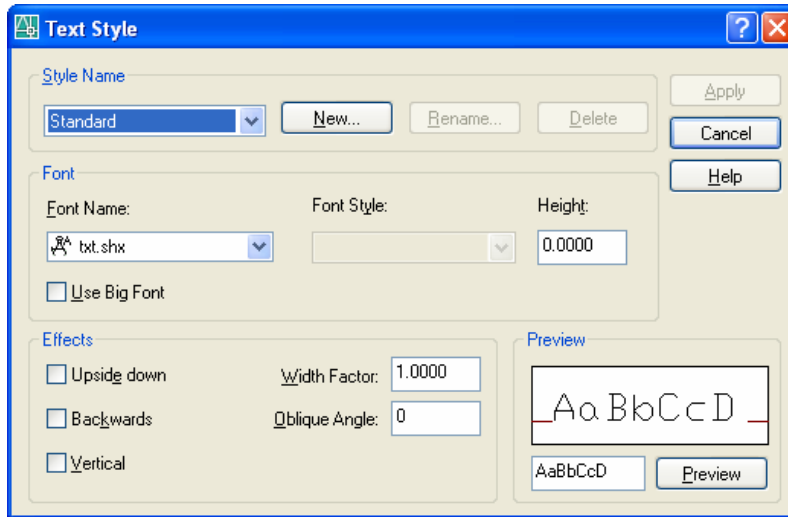 Text Style
Style Name
Standard New... Rename... Delete Apply
Cancel
Font Help
Font Name: Font Style: Height:
txt.shx 0.0000
Use Big Font
Effects Preview
Upside down Width Factor: 1.0000
AaBbCcD
Backwards Oblique Angle: 0
Vertical AaBbCcD Preview